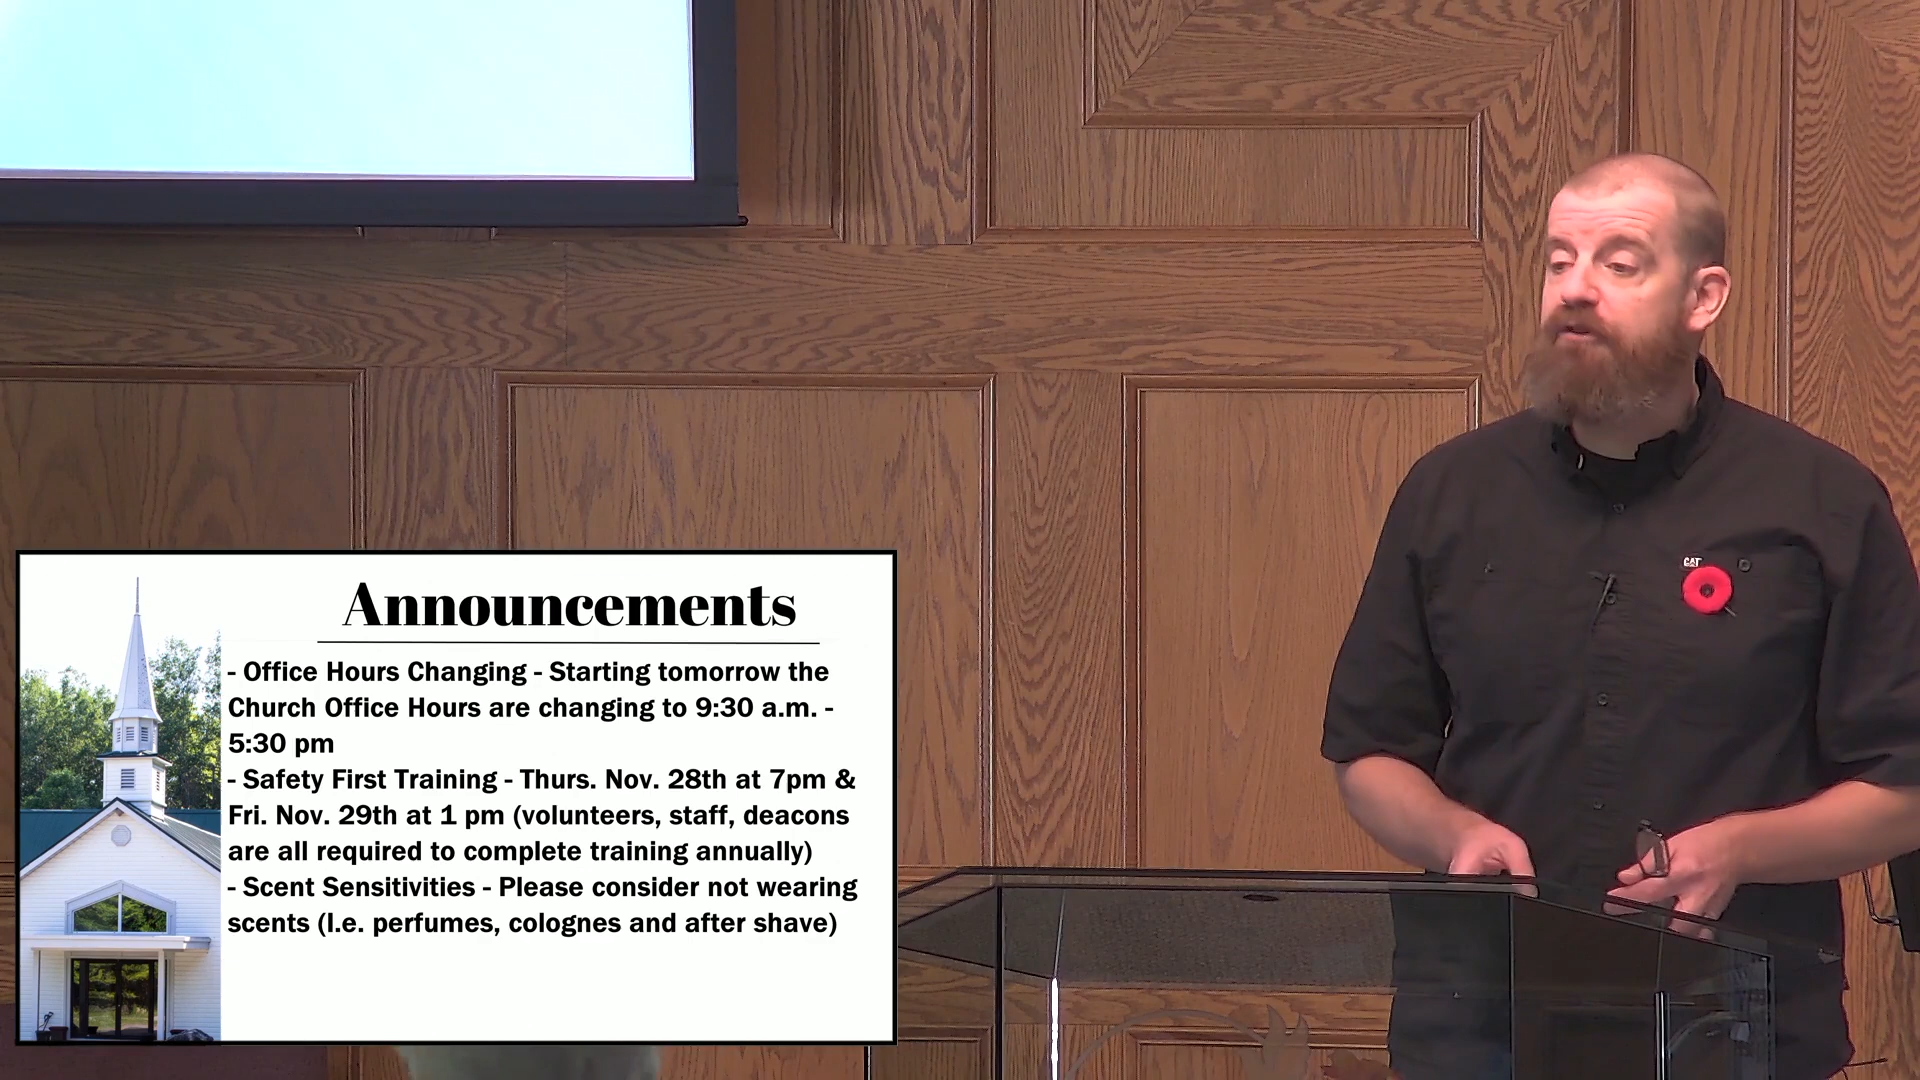 Announcements
- Office Hours Changing - Starting tomorrow the
Church Office Hours are changing to 9:30 a.m. -
5:30 pm
- Safety First Training - Thurs. Nov. 28th at 7pm &
Fri. Nov. 29th at 1 pm (volunteers, staff, deacons
are all required to complete training annually)
- Scent Sensitivities - Please consider not wearing
scents (I.e. perfumes, colognes and after shave)
CAT